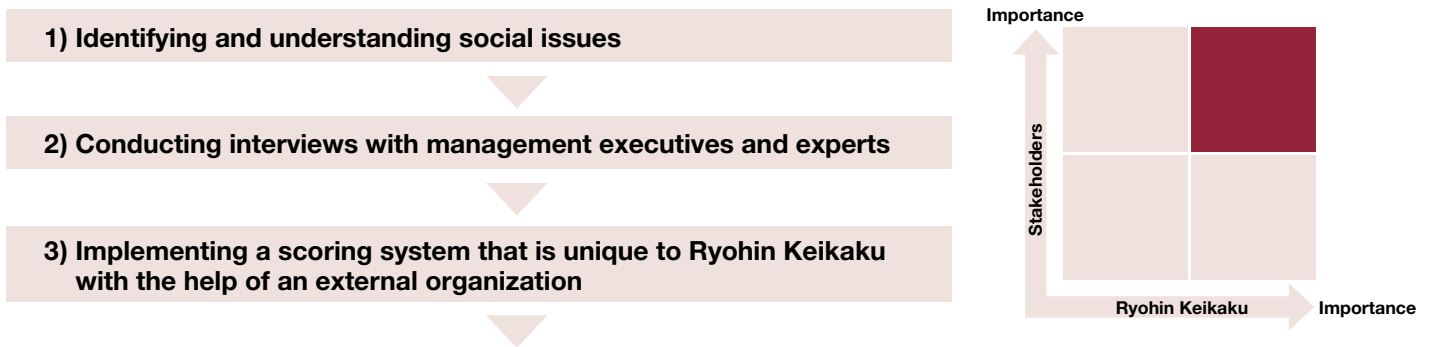 1) Identifying and understanding social issues
2) Conducting interviews with management executives and experts
3) Implementing a scoring system that is unique to Ryohin Keikaku
with the help of an external organization
Importance
Stakeholders
Ryohin Keikaku
Importance